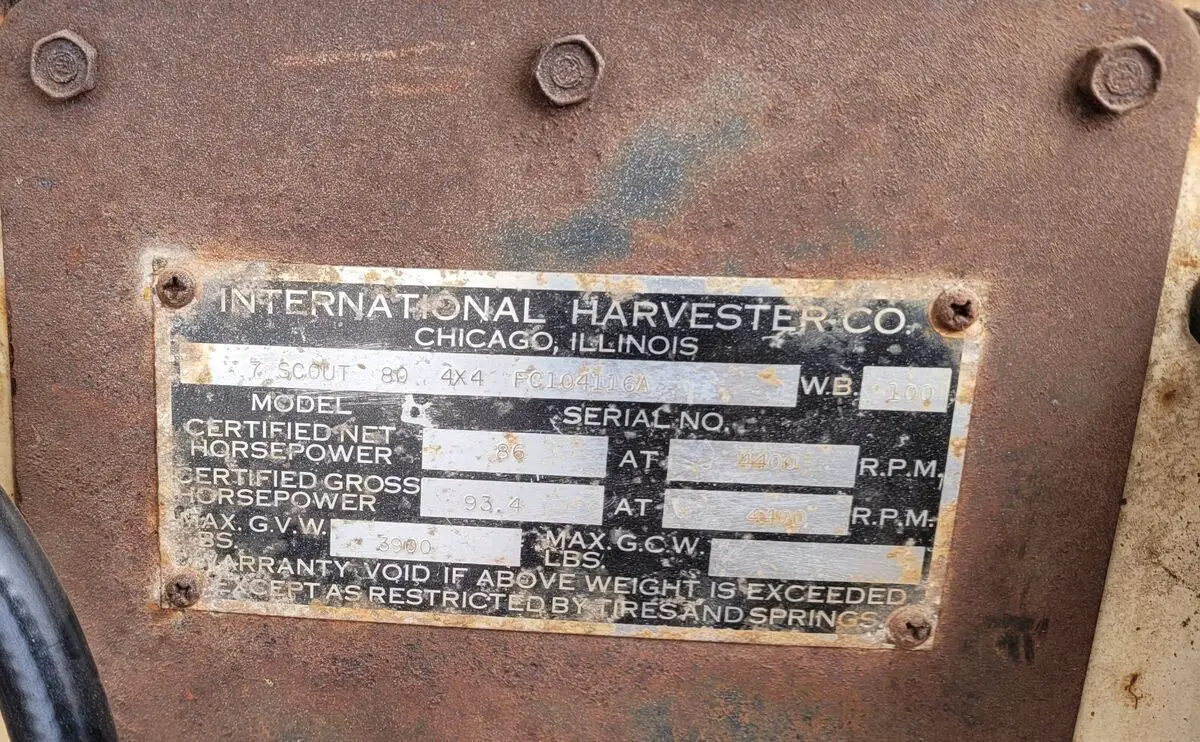 INTERNATIONAL HARVESTER CO.
CHICAGO, ILLINOIS
7 SCOUT 80 4X4 FC104116A W.B. 100
MODEL SERIAL NO.
CERTIFIED NET HORSEPOWER 86 AT 4400 R.P.M.
CERTIFIED GROSS HORSEPOWER 93.4 AT 4400 R.P.M.
MAX. G.V.W. LBS. 3900 MAX. G.C.W. LBS.
WARRANTY VOID IF ABOVE WEIGHT IS EXCEEDED
EXCEPT AS RESTRICTED BY TIRES AND SPRINGS